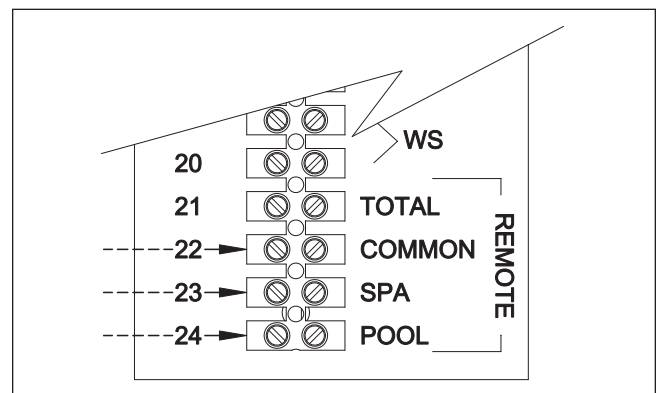 WS
20
21 TOTAL
22 COMMON
23 SPA
24 POOL
REMOTE